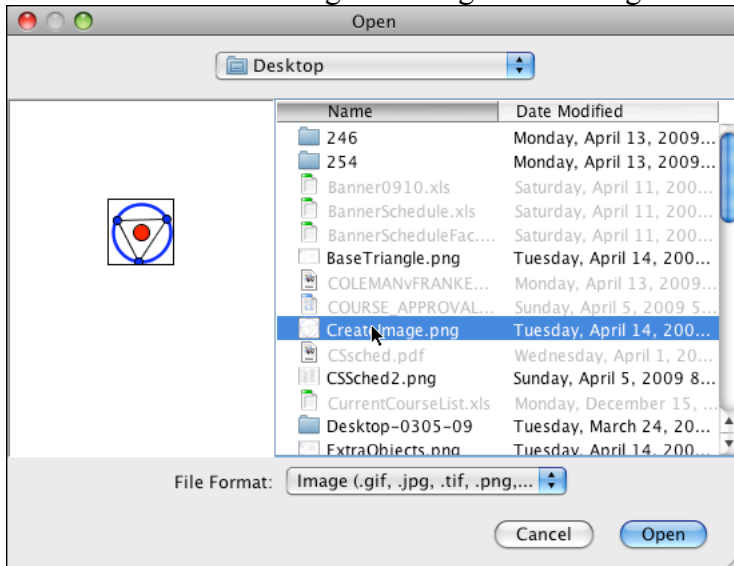 Open
Desktop
Name Date Modified
246 Monday, April 13, 2009...
254 Monday, April 13, 2009...
Banner0910.xls Saturday, April 11, 200...
BannerSchedule.xls Saturday, April 11, 200...
BannerScheduleFac.... Saturday, April 11, 200...
BaseTriangle.png Tuesday, April 14, 200...
COLEMANvFRANKE... Monday, April 13, 2009...
COURSE_APPROVAL... Sunday, April 5, 2009 5...
CreateImage.png Tuesday, April 14, 200...
CSsched.pdf Wednesday, April 1, 20...
CSSched2.png Sunday, April 5, 2009 8...
CurrentCourseList.xls Monday, December 15, ...
Desktop-0305-09 Tuesday, March 24, 20...
ExtraObjects.png Tuesday, April 14, 200...
File Format: Image (.gif, .jpg, .tif, .png,...
Cancel Open